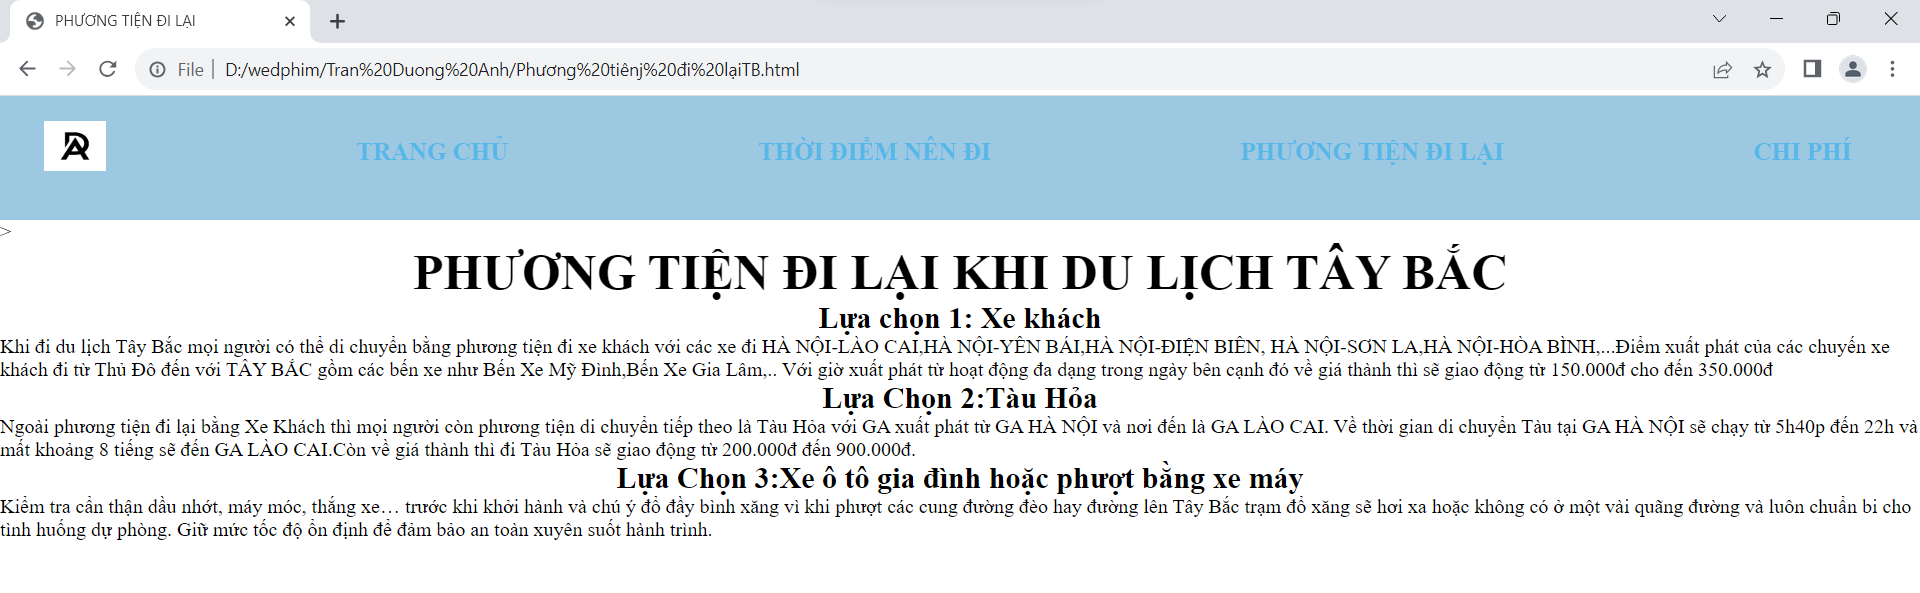 PHƯƠNG TIỆN ĐI LẠI
File
D:/wedphim/Tran%20Duong%20Anh/Phương%20tiênj%20đi%20lạiTB.html
TRANG CHỦ
THỜI ĐIỂM NÊN ĐI
PHƯƠNG TIỆN ĐI LẠI
CHI PHÍ
>
PHƯƠNG TIỆN ĐI LẠI KHI DU LỊCH TÂY BẮC
Lựa chọn 1: Xe khách
Khi đi du lịch Tây Bắc mọi người có thể di chuyển bằng phương tiện đi xe khách với các xe đi HÀ NỘI-LÀO CAI,HÀ NỘI-YÊN BÁI,HÀ NỘI-ĐIỆN BIÊN, HÀ NỘI-SƠN LA,HÀ NỘI-HÒA BÌNH,...Điểm xuất phát của các chuyến xe
khách đi từ Thủ Đô đến với TÂY BẮC gồm các bến xe như Bến Xe Mỹ Đình,Bến Xe Gia Lâm,.. Với giờ xuất phát từ hoạt động đa dạng trong ngày bên cạnh đó về giá thành thì sẽ giao động từ 150.000đ cho đến 350.000đ
Lựa Chọn 2:Tàu Hỏa
Ngoài phương tiện đi lại bằng Xe Khách thì mọi người còn phương tiện di chuyển tiếp theo là Tàu Hỏa với GA xuất phát từ GA HÀ NỘI và nơi đến là GA LÀO CAI. Về thời gian di chuyển Tàu tại GA HÀ NỘI sẽ chạy từ 5h40p đến 22h và
mất khoảng 8 tiếng sẽ đến GA LÀO CAI.Còn về giá thành thì đi Tàu Hỏa sẽ giao động từ 200.000đ đến 900.000đ.
Lựa Chọn 3:Xe ô tô gia đình hoặc phượt bằng xe máy
Kiểm tra cẩn thận dầu nhớt, máy móc, thắng xe… trước khi khởi hành và chú ý đổ đầy bình xăng vì khi phượt các cung đường đèo hay đường lên Tây Bắc trạm đổ xăng sẽ hơi xa hoặc không có ở một vài quãng đường và luôn chuẩn bi cho
tình huống dự phòng. Giữ mức tốc độ ổn định để đảm bảo an toàn xuyên suốt hành trình.